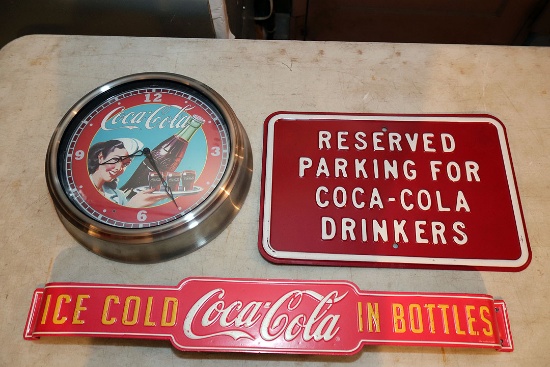 12
Coca-Cola
9
3
6
RESERVED
PARKING FOR
COCA-COLA
DRINKERS
ICE COLD Coca-Cola IN BOTTLES